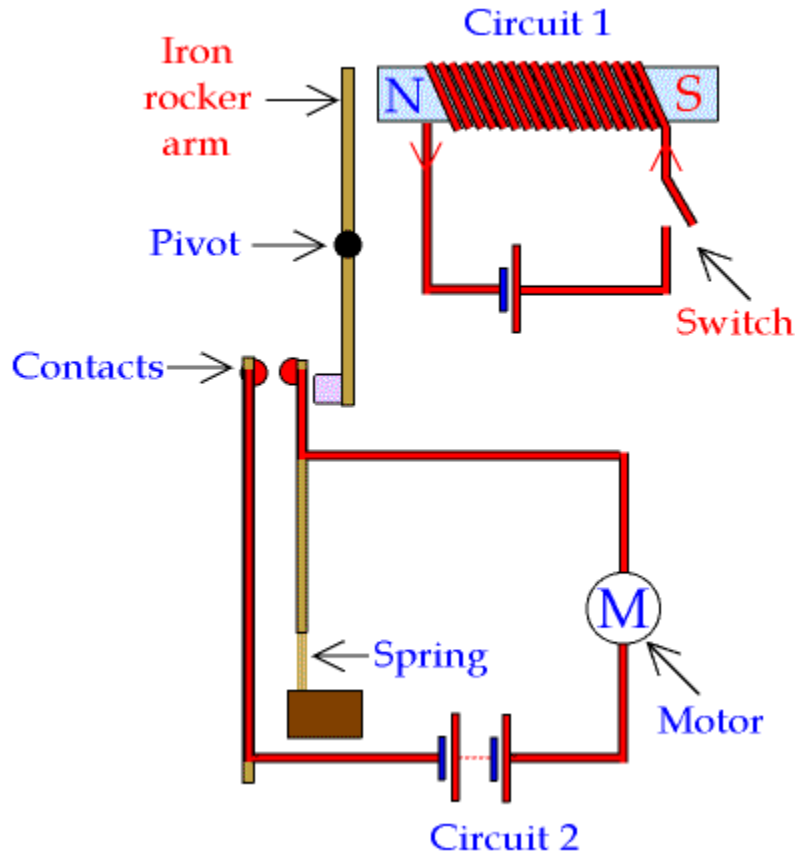 Circuit 1
Iron
rocker
arm
N
S
Pivot
Switch
Contacts
M
Spring
Motor
Circuit 2